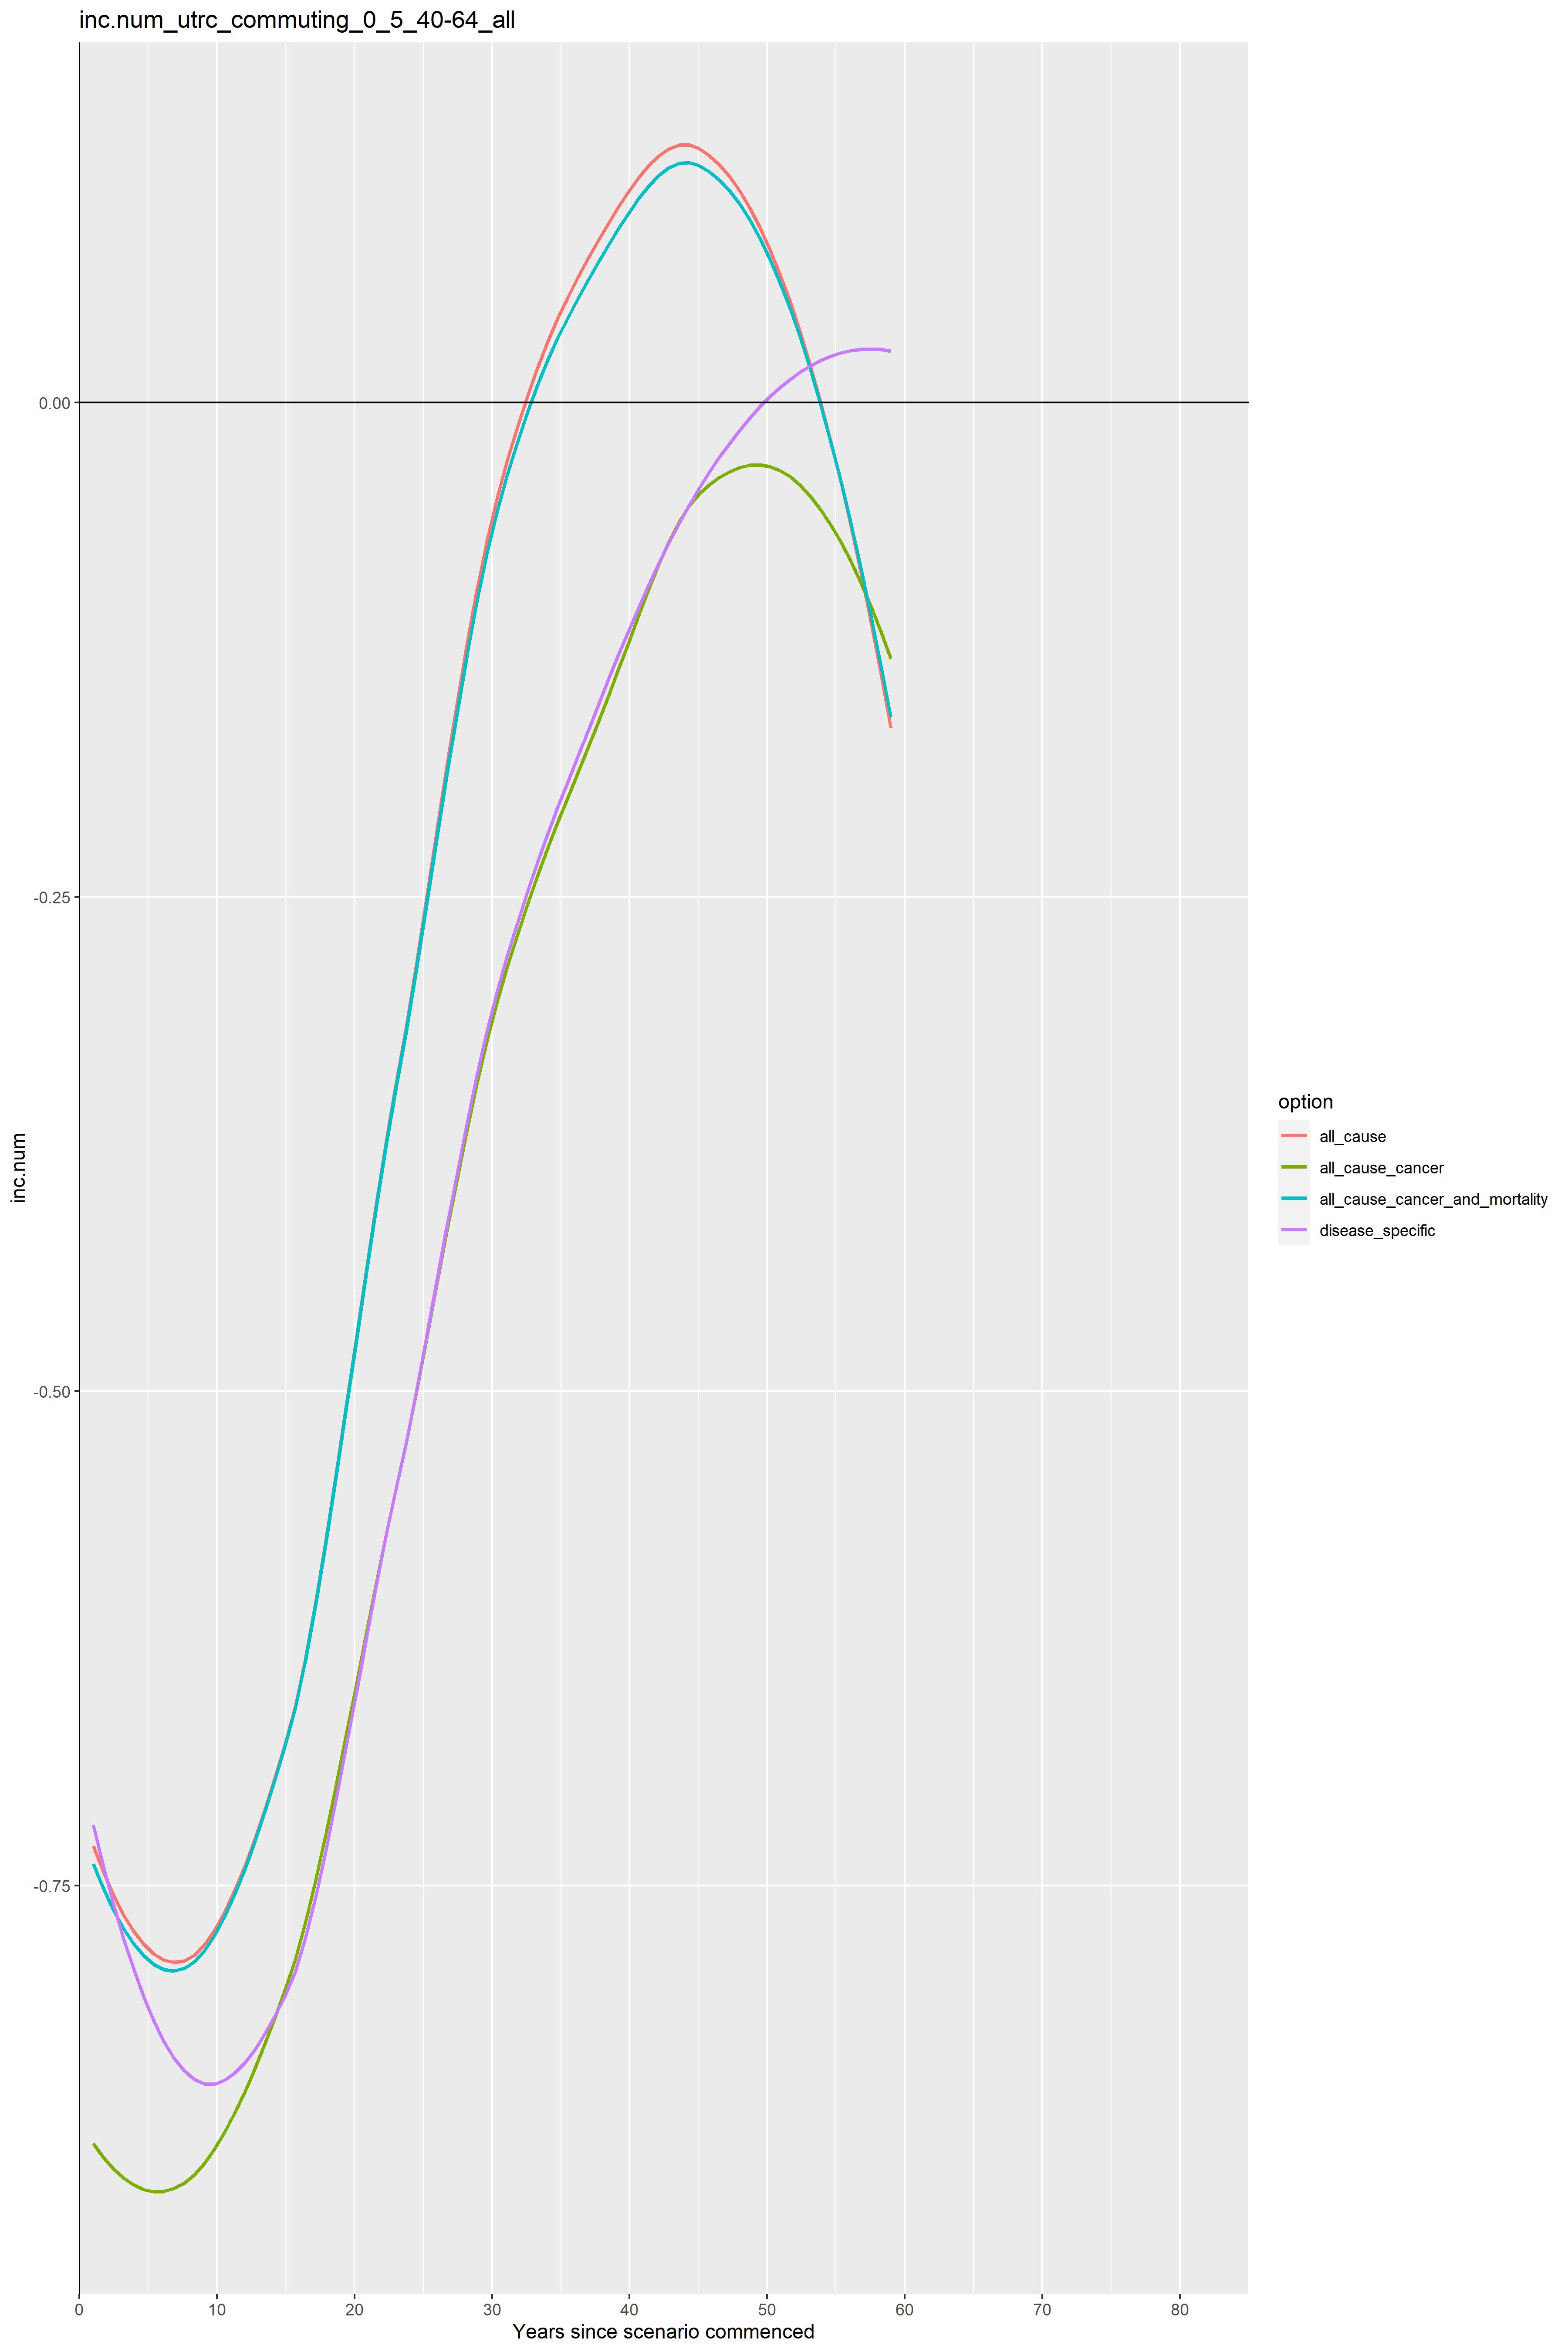 inc.num_utrc_commuting_0_5_40-64_all
0.00
-0.25
-0.50
-0.75
inc.num
0 10 20 30 40 50 60 70 80
Years since scenario commenced
option
all_cause
all_cause_cancer
all_cause_cancer_and_mortality
disease_specific